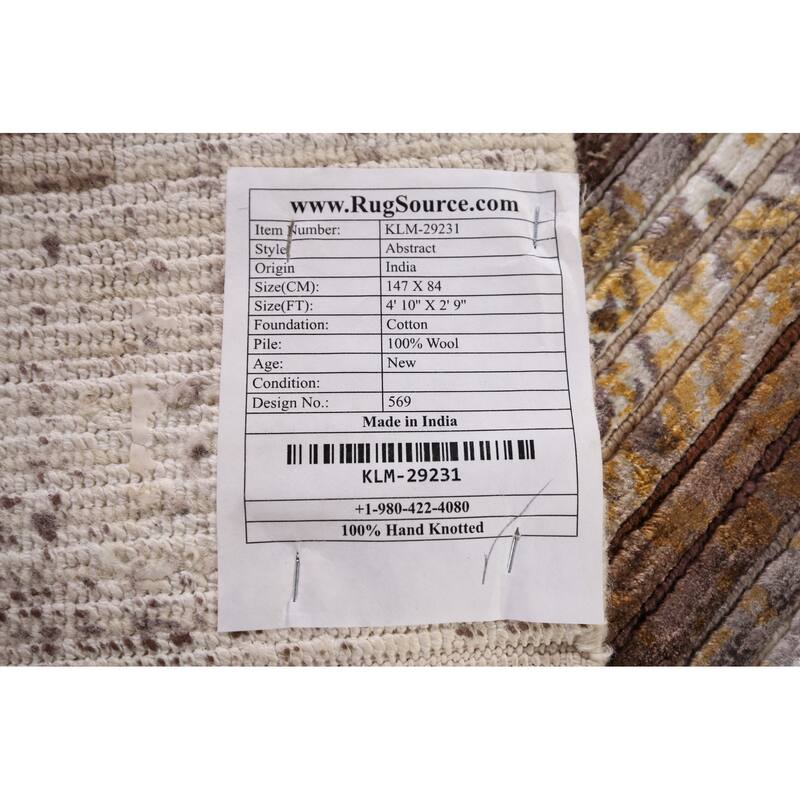 www.RugSource.com
Item Number: KLM-29231
Style Abstract
Origin India
Size(CM): 147 X 84
Size(FT): 4' 10" X 2' 9"
Foundation: Cotton
Pile: 100% Wool
Age: New
Condition:
Design No.: 569
Made in India
KLM-29231
+1-980-422-4080
100% Hand Knotted